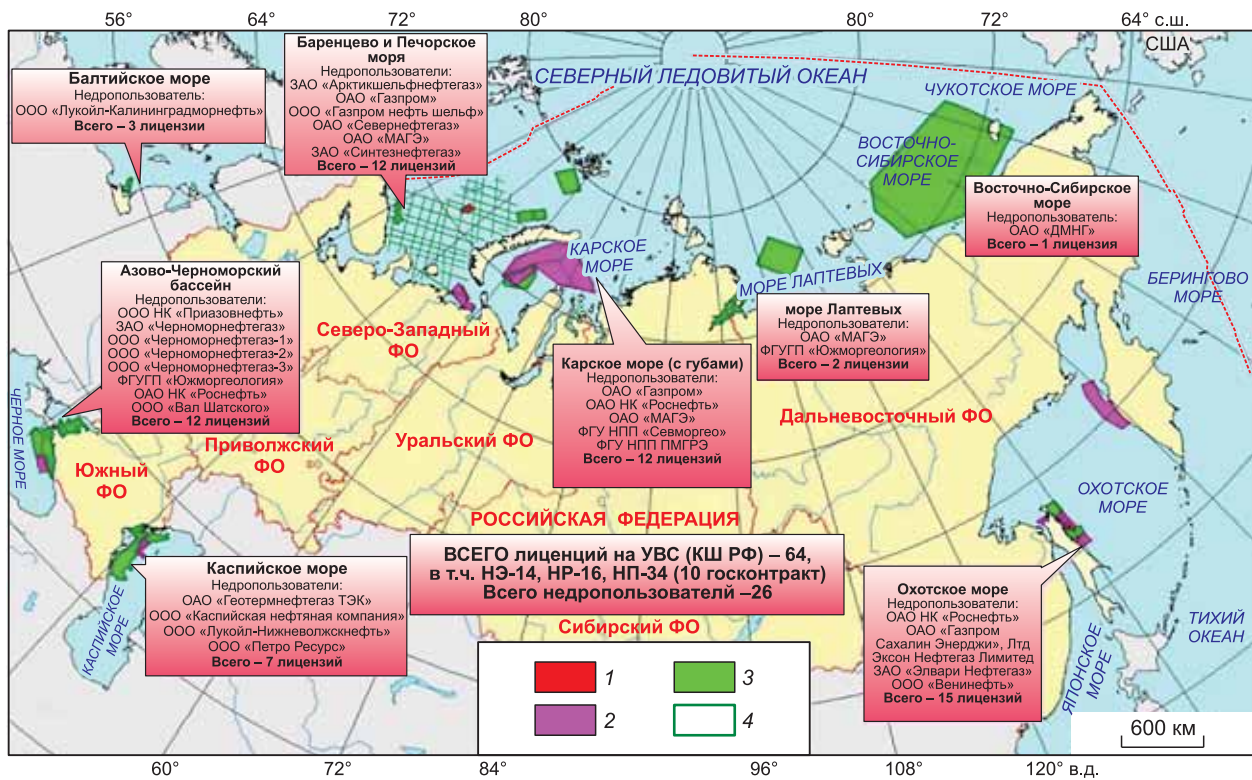 56°
64°
72°
80°
80°
72°
64° с.ш.
США
Балтийское море
Недропользователь:
ООО «Лукойл-Калининградморнефть»
Всего – 3 лицензии
Баренцево и Печорское
моря
Недропользователи:
ЗАО «Арктикшельфнефтегаз»
ОАО «Газпром»
ООО «Газпром нефть шельф»
ОАО «Севернефтегаз»
ОАО «МАГЭ»
ЗАО «Синтезнефтегаз»
Всего – 12 лицензий
СЕВЕРНЫЙ ЛЕДОВИТЫЙ ОКЕАН
ЧУКОТСКОЕ МОРЕ
ВОСТОЧНО-
СИБИРСКОЕ
МОРЕ
Восточно-Сибирское
море
Недропользователь:
ОАО «ДМНГ»
Всего – 1 лицензия
БЕРИНГОВО
МОРЕ
КАРСКОЕ
МОРЕ
МОРЕ ЛАПТЕВЫХ
Азово-Черноморский
бассейн
Недропользователи:
ООО НК «Приазовнефть»
ЗАО «Черноморнефтегаз»
ООО «Черноморнефтегаз-1»
ООО «Черноморнефтегаз-2»
ООО «Черноморнефтегаз-3»
ФГУГП «Южморгеология»
ОАО НК «Роснефть»
ООО «Вал Шатского»
Всего – 12 лицензий
Северо-Западный
ФО
море Лаптевых
Недропользователи:
ОАО «МАГЭ»
ФГУГП «Южморгеология»
Всего – 2 лицензии
Карское море (с губами)
Недропользователи:
ОАО «Газпром»
ОАО НК «Роснефть»
ОАО «МАГЭ»
ФГУ НПП «Севморгео»
ФГУ НПП ПМГРЭ
Всего – 12 лицензий
ЧЕРНОЕ МОРЕ
Южный
ФО
Приволжский
ФО
Уральский ФО
Дальневосточный ФО
ОХОТСКОЕ
МОРЕ
РОССИЙСКАЯ ФЕДЕРАЦИЯ
ВСЕГО лиценций на УВС (КШ РФ) – 64,
в т.ч. НЭ-14, НР-16, НП-34 (10 госконтракт)
Всего недропользователй –26
Сибирский ФО
Каспийское море
Недропользователи:
ОАО «Геотермнефтегаз ТЭК»
ООО «Каспийская нефтяная компания»
ООО «Лукойл-Нижневолжскнефть»
ООО «Петро Ресурс»
Всего – 7 лицензий
КАСПИЙСКОЕ
МОРЕ
Охотское море
Недропользователи:
ОАО НК «Роснефть»
ОАО «Газпром
Сахалин Энерджи», Лтд
Эксон Нефтегаз Лимитед
ЗАО «Элвари Нефтегаз»
ООО «Венинефть»
Всего – 15 лицензий
ТИХИЙ
ОКЕАН
ЯПОНСКОЕ
МОРЕ
1
2
3
4
600 км
60°
72°
84°
96°
108°
120° в.д.